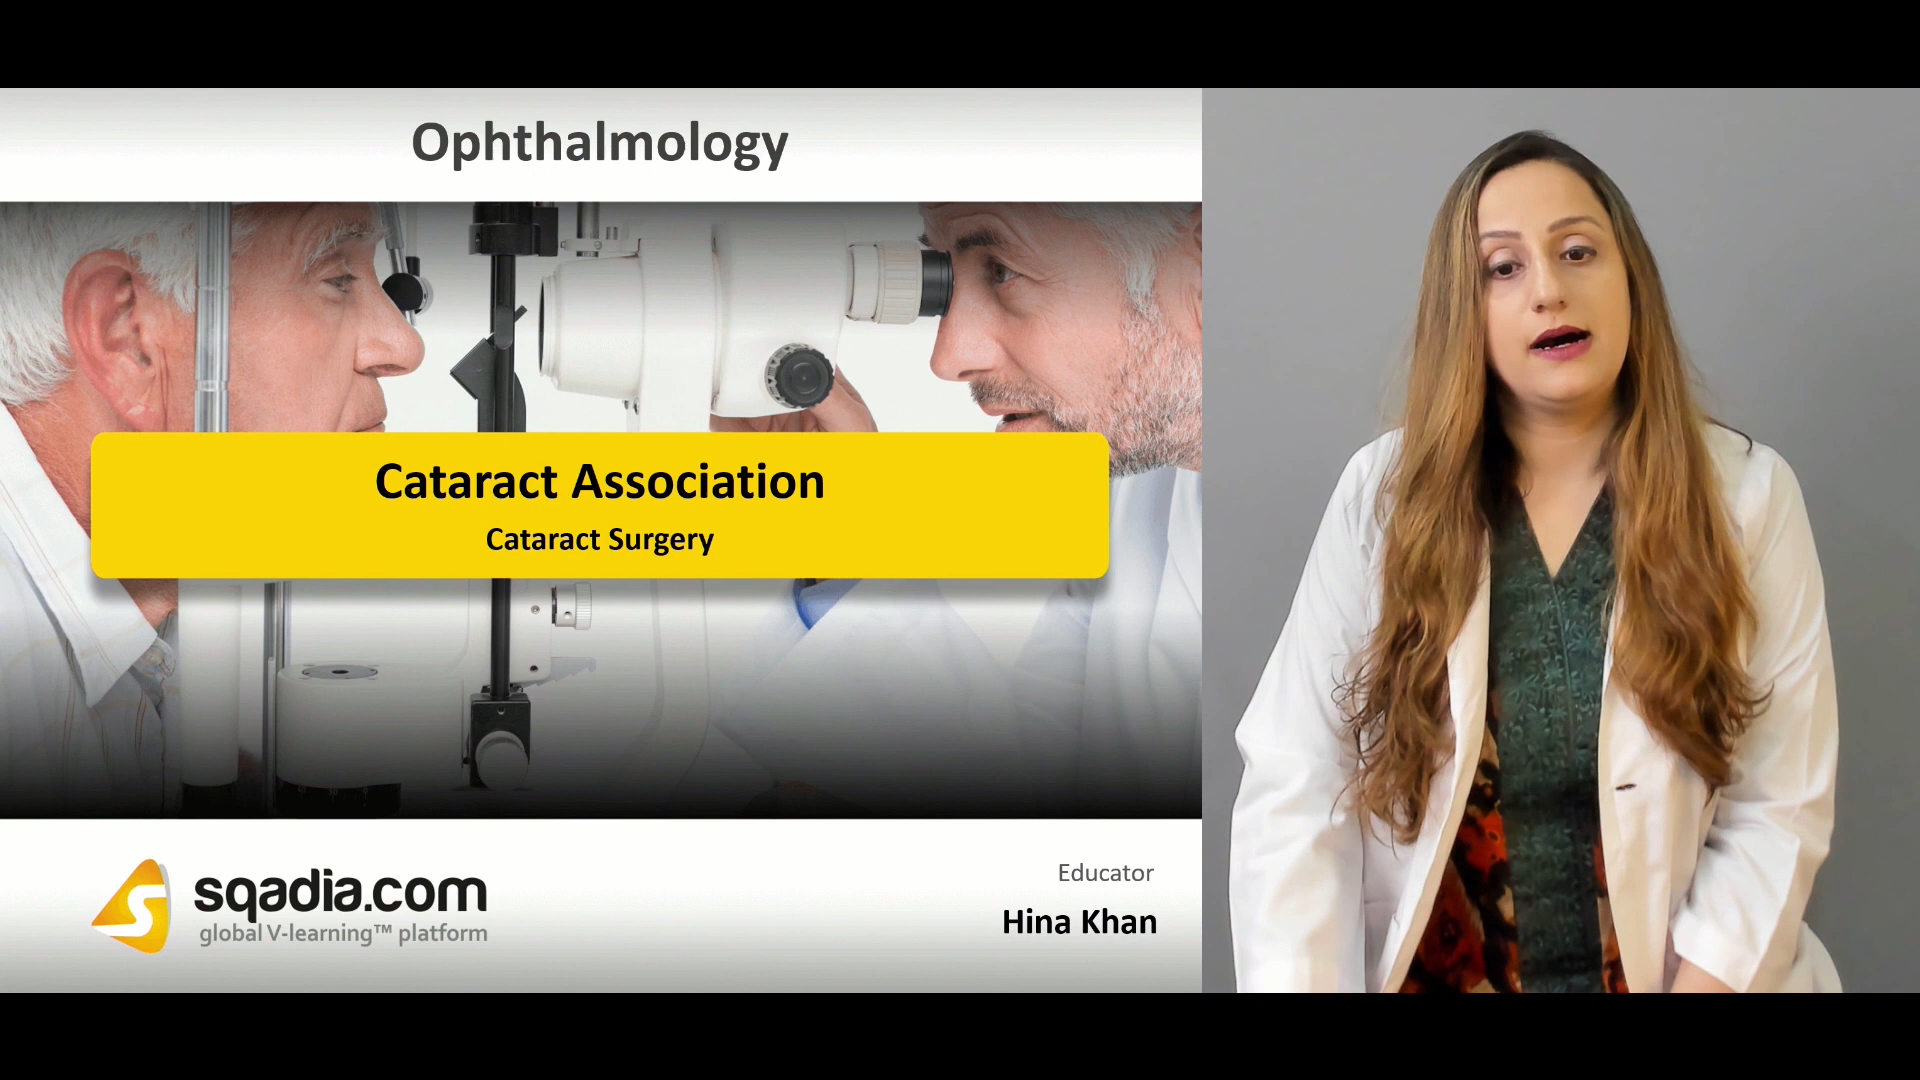 Ophthalmology
Cataract Association
Cataract Surgery
sqadia.com
global V-learning™ platform
Educator
Hina Khan